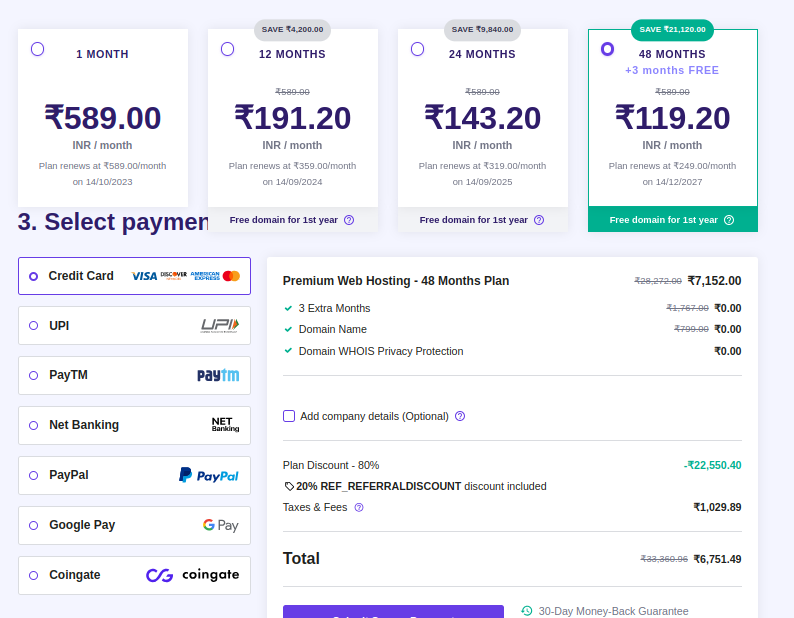 SAVE ₹4,200.00
SAVE ₹9,840.00
SAVE ₹21,120.00
1 MONTH
12 MONTHS
24 MONTHS
48 MONTHS
+3 months FREE
₹589.00
₹589.00
₹589.00
₹589.00
₹191.20
₹143.20
₹119.20
INR / month
INR / month
INR / month
INR / month
Plan renews at ₹589.00/month
on 14/10/2023
Plan renews at ₹359.00/month
on 14/09/2024
Plan renews at ₹319.00/month
on 14/09/2025
Plan renews at ₹249.00/month
on 14/12/2027
Free domain for 1st year ?
Free domain for 1st year ?
Free domain for 1st year ?
3. Select paymen
Credit Card VISA DISCOVER AMERICAN EXPRESS
UPI UPI
PayTM paytm
Net Banking NET Banking
PayPal PayPal
Google Pay G Pay
Coingate coingate
Premium Web Hosting - 48 Months Plan ₹28,272.00 ₹7,152.00
3 Extra Months ₹1,767.00 ₹0.00
Domain Name ₹799.00 ₹0.00
Domain WHOIS Privacy Protection ₹0.00
Add company details (Optional) ?
Plan Discount - 80% -₹22,550.40
20% REF_REFERRALDISCOUNT discount included
Taxes & Fees ? ₹1,029.89
Total ₹33,360.96 ₹6,751.49
30-Day Money-Back Guarantee